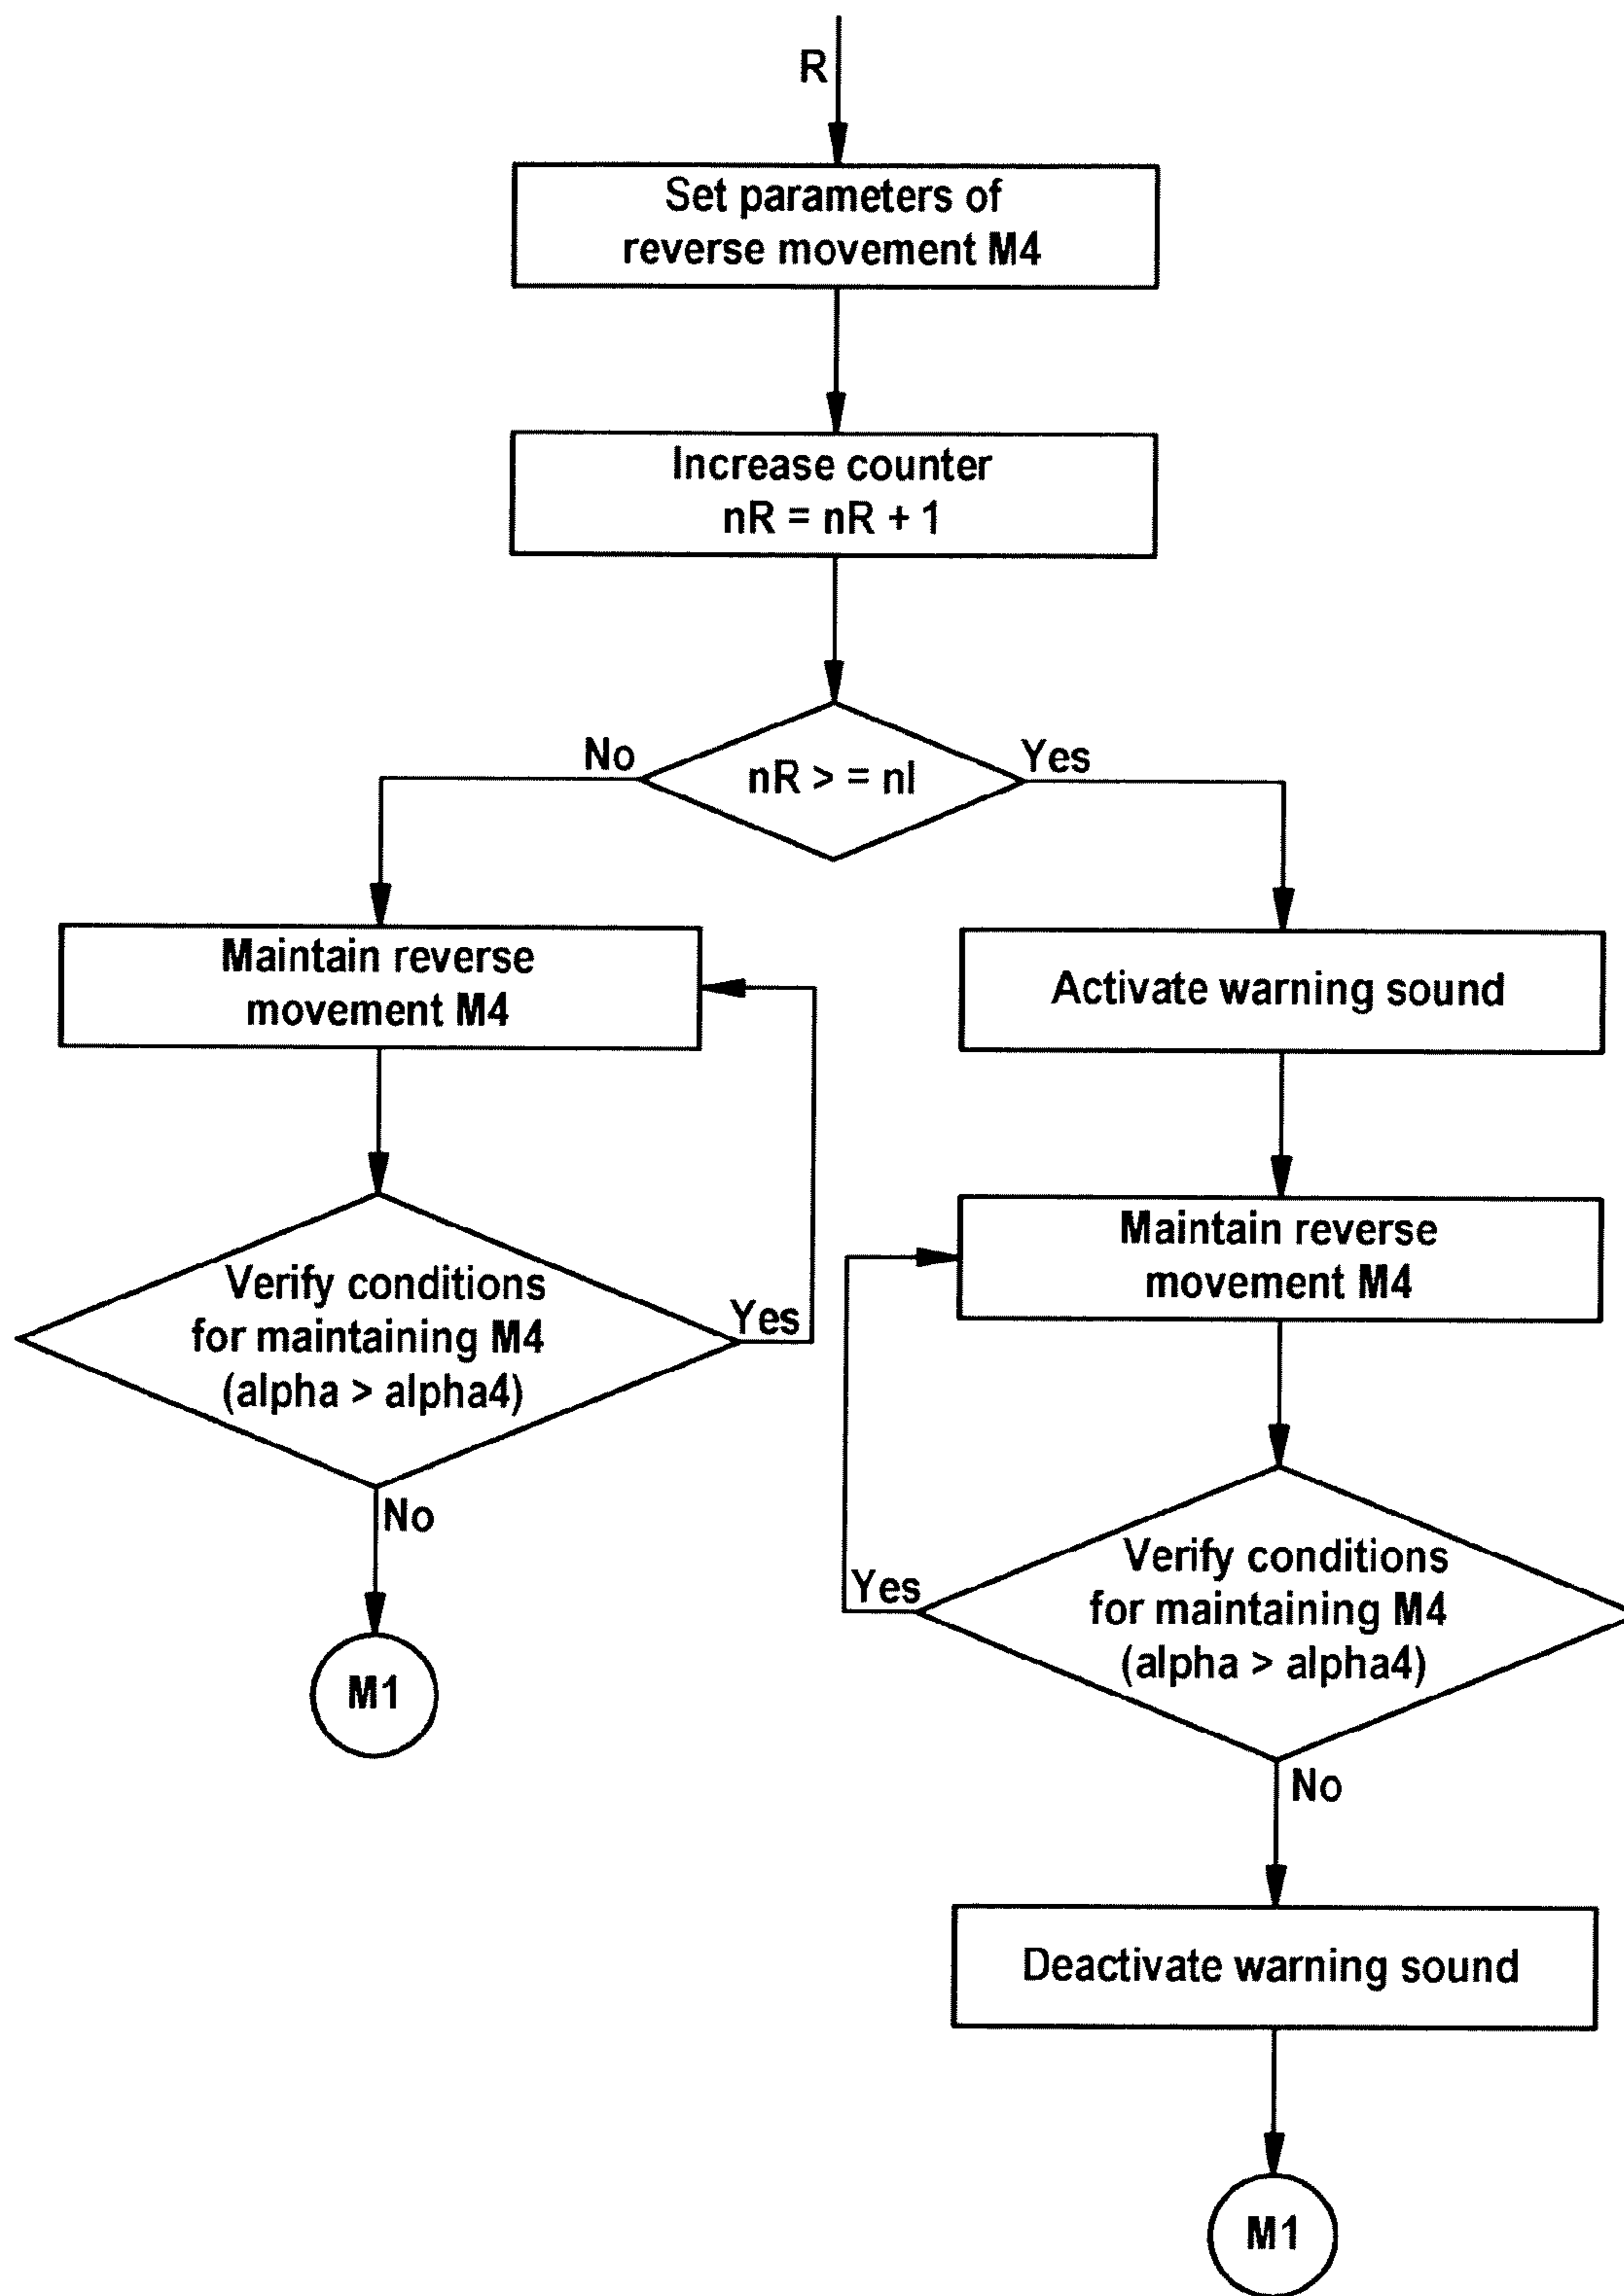 R
Set parameters of
reverse movement M4
Increase counter
nR = nR + 1
nR > = nl
No
Yes
Maintain reverse
movement M4
Activate warning sound
Verify conditions
for maintaining M4
(alpha > alpha4)
Yes
No
M1
Maintain reverse
movement M4
Verify conditions
for maintaining M4
(alpha > alpha4)
Yes
No
Deactivate warning sound
M1